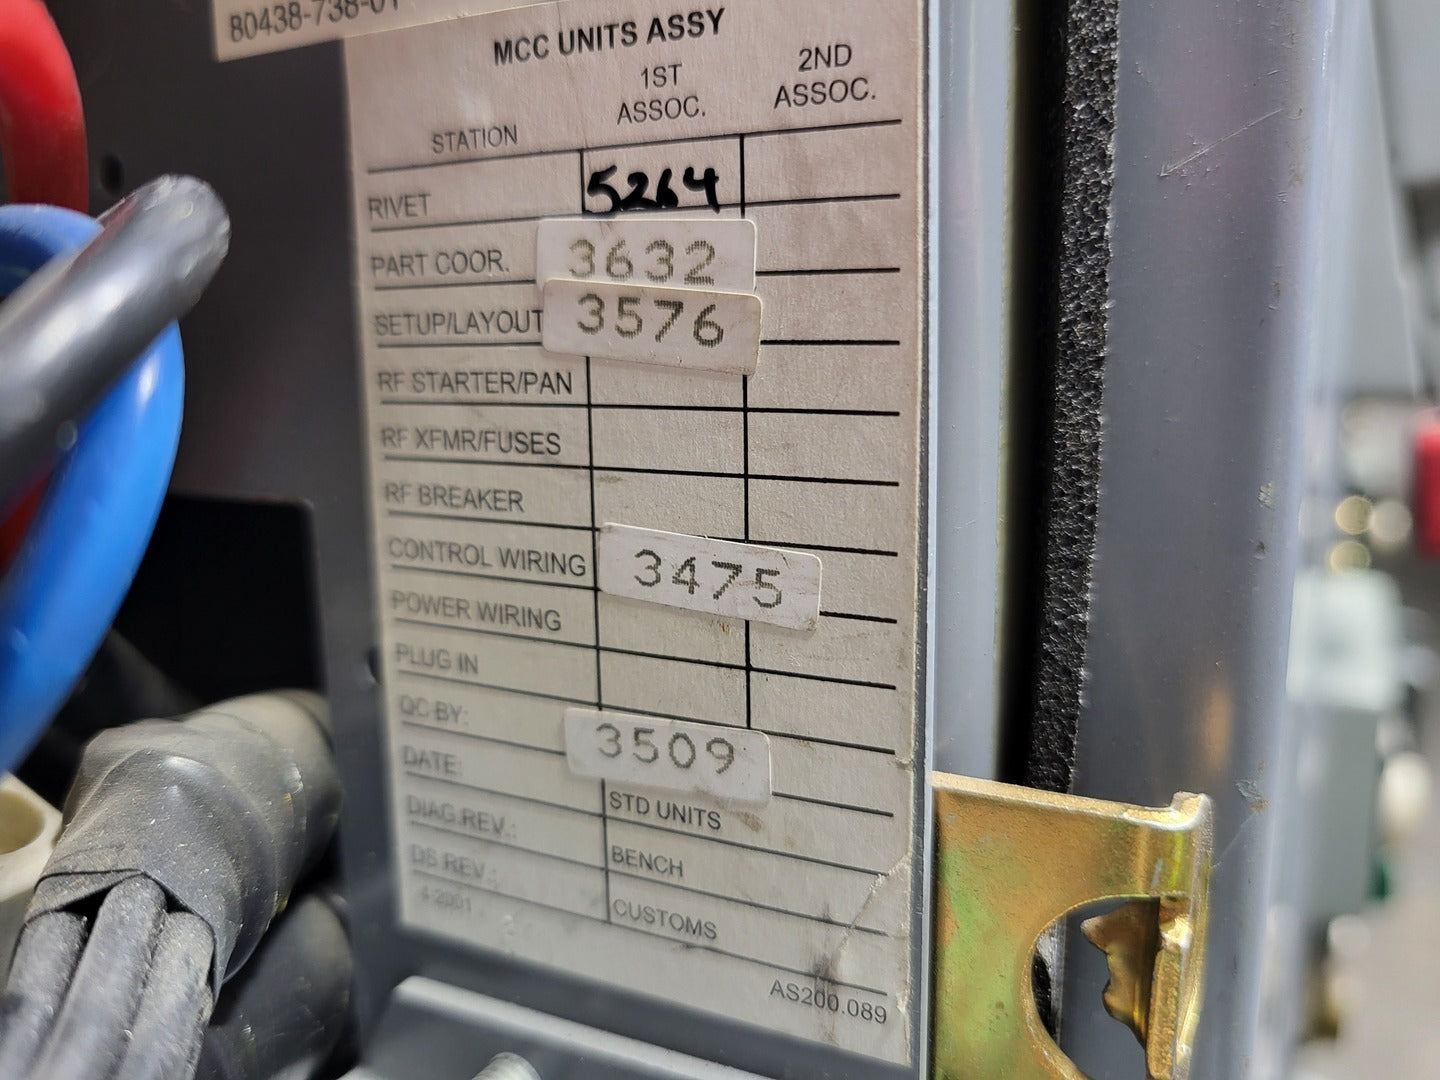 80438-738-01
MCC UNITS ASSY
STATION 1ST ASSOC. 2ND ASSOC.
RIVET 5264
PART COOR. 3632
SETUP/LAYOUT 3576
RF STARTER/PAN
RF XFMR/FUSES
RF BREAKER
CONTROL WIRING 3475
POWER WIRING
PLUG IN
QC BY: 3509
DATE: STD UNITS
DIAG.REV.: BENCH
DS REV.: CUSTOMS
4-2001
AS200.089